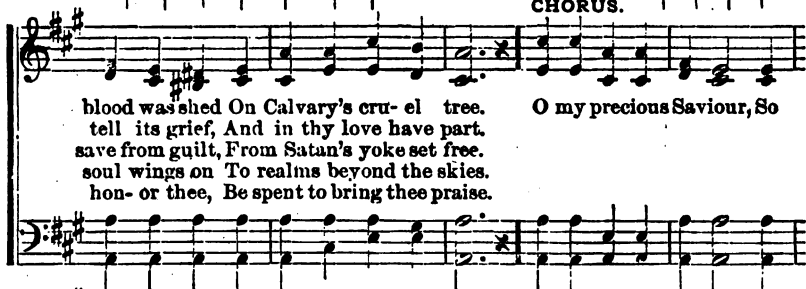 CHORUS.
blood was shed On Calvary's cru- el tree. O my precious Saviour, So
tell its grief, And in thy love have part.
save from guilt, From Satan's yoke set free.
soul wings on To realms beyond the skies.
hon- or thee, Be spent to bring thee praise.